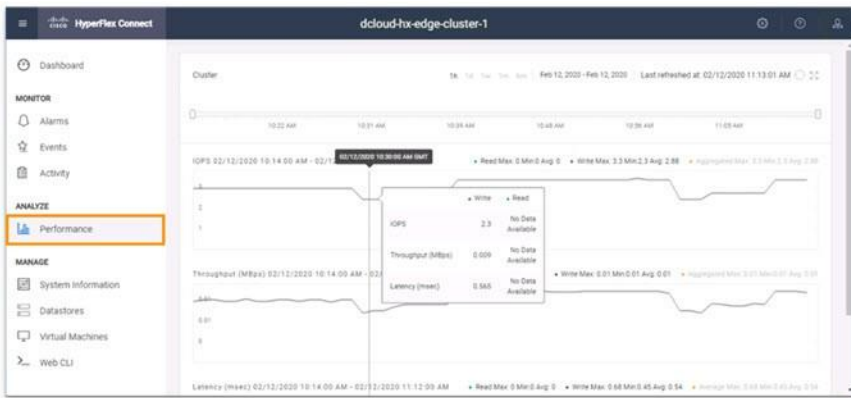 CISCO HyperFlex Connect
dcloud-hx-edge-cluster-1
Dashboard
MONITOR
Alarms
Events
Activity
ANALYZE
Performance
MANAGE
System Information
Datastores
Virtual Machines
Web CLI
Cluster
1h
Feb 12, 2020 - Feb 12, 2020 Last refreshed at: 02/12/2020 11:13:01 AM
10:22 AM 10:31 AM 10:56 AM 11:05 AM
IOPS 02/12/2020 10:14:00 AM - 02/1
02/12/2020 10:30:00 AM GMT
Read Max: 0 Min:0 Avg: 0 Write Max: 3.3 Min:2.3 Avg: 2.88
3
2
1
Write Read
IOPS 2.3 No Data Available
Throughput (MBps) 0.009 No Data Available
Latency (msec) 0.565 No Data Available
Throughput (MBps) 02/12/2020 10:14:00 AM - 02/
Write Max: 0.01 Min:0.01 Avg: 0.01
0.01
0.01
0
Latency (msec) 02/12/2020 10:14:00 AM - 02/12/2020 11:12:00 AM
Read Max: 0 Min:0 Avg: 0 Write Max: 0.68 Min:0.45 Avg: 0.54